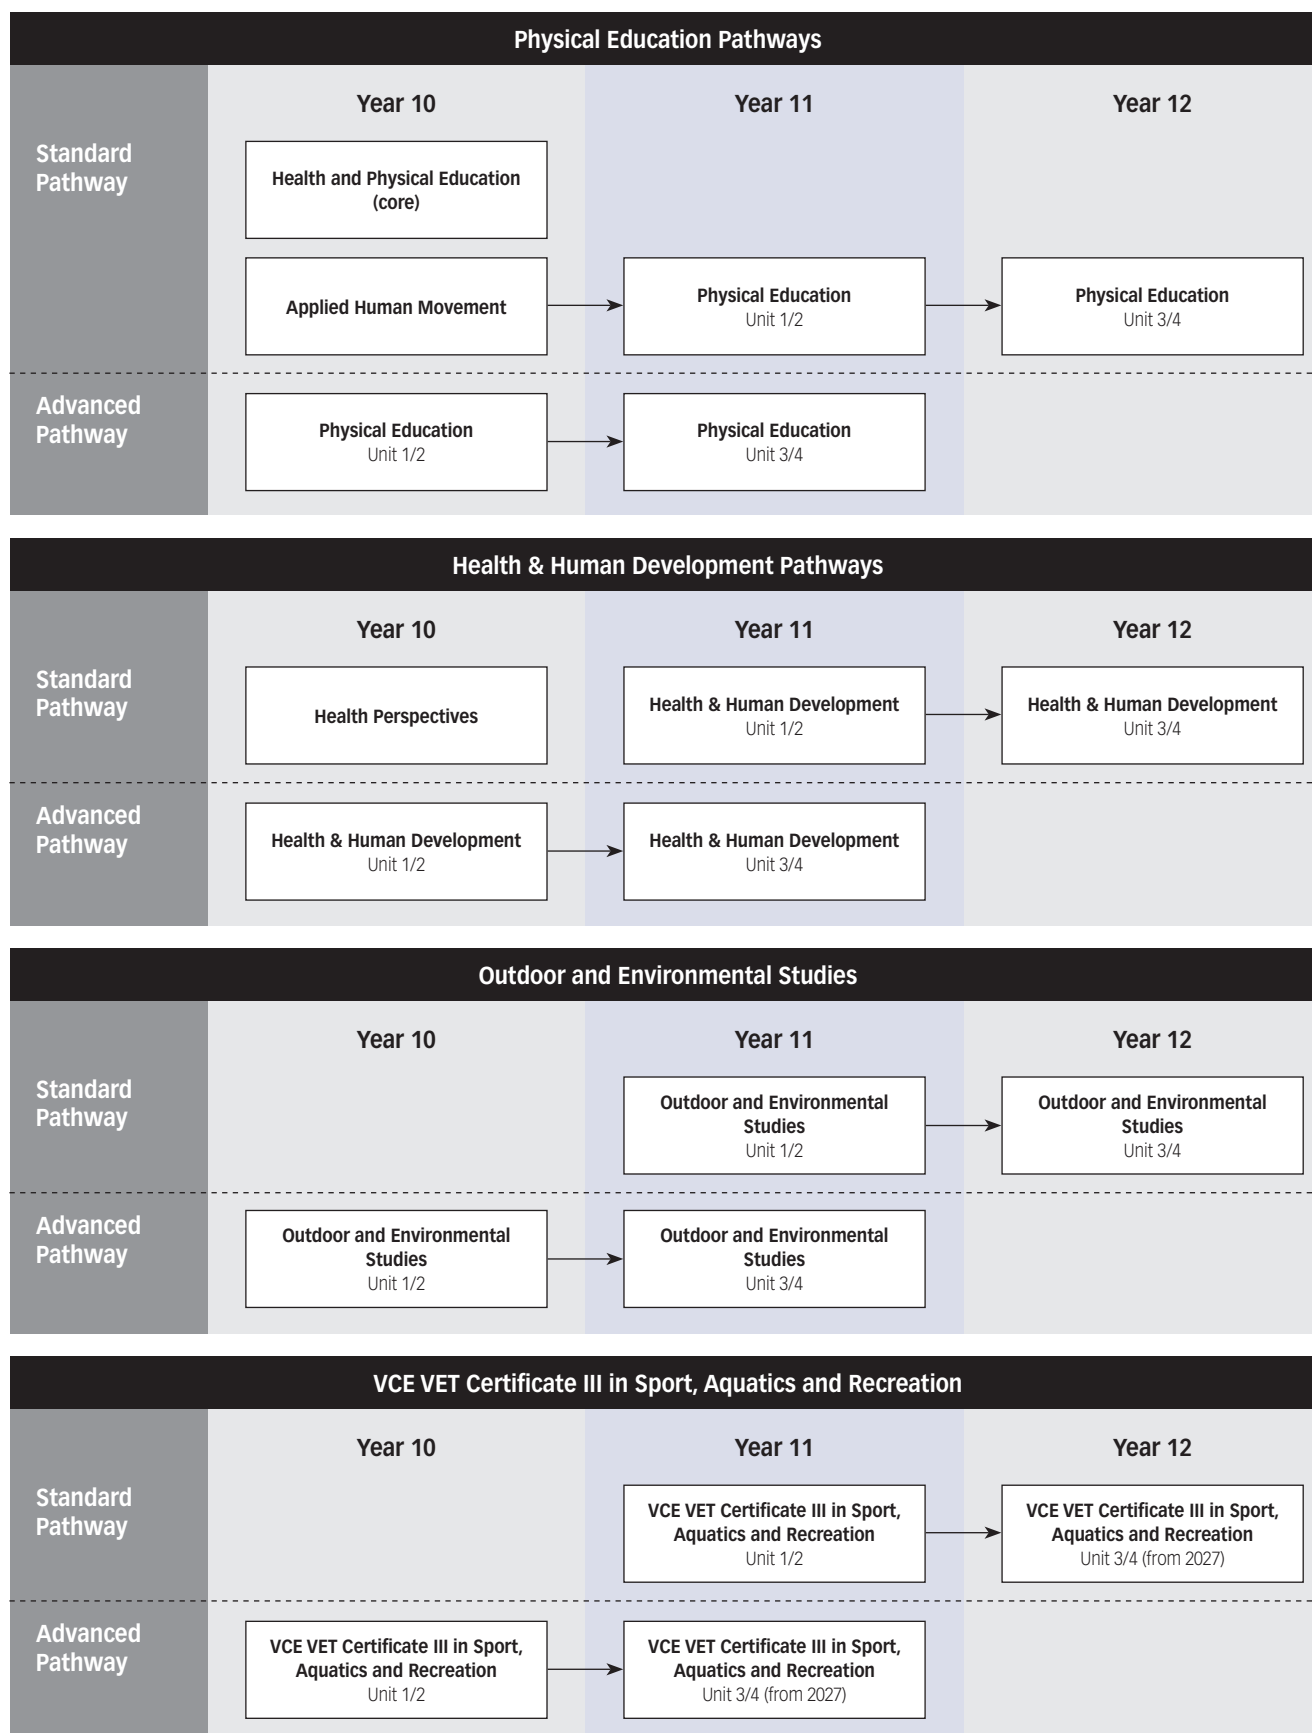 Physical Education Pathways
Year 10
Year 11
Year 12
Standard
Pathway
Health and Physical Education
(core)
Applied Human Movement
Physical Education
Unit 1/2
Physical Education
Unit 3/4
Advanced
Pathway
Physical Education
Unit 1/2
Physical Education
Unit 3/4
Health & Human Development Pathways
Year 10
Year 11
Year 12
Standard
Pathway
Health Perspectives
Health & Human Development
Unit 1/2
Health & Human Development
Unit 3/4
Advanced
Pathway
Health & Human Development
Unit 1/2
Health & Human Development
Unit 3/4
Outdoor and Environmental Studies
Year 10
Year 11
Year 12
Standard
Pathway
Outdoor and Environmental
Studies
Unit 1/2
Outdoor and Environmental
Studies
Unit 3/4
Advanced
Pathway
Outdoor and Environmental
Studies
Unit 1/2
Outdoor and Environmental
Studies
Unit 3/4
VCE VET Certificate III in Sport, Aquatics and Recreation
Year 10
Year 11
Year 12
Standard
Pathway
VCE VET Certificate III in Sport,
Aquatics and Recreation
Unit 1/2
VCE VET Certificate III in Sport,
Aquatics and Recreation
Unit 3/4 (from 2027)
Advanced
Pathway
VCE VET Certificate III in Sport,
Aquatics and Recreation
Unit 1/2
VCE VET Certificate III in Sport,
Aquatics and Recreation
Unit 3/4 (from 2027)